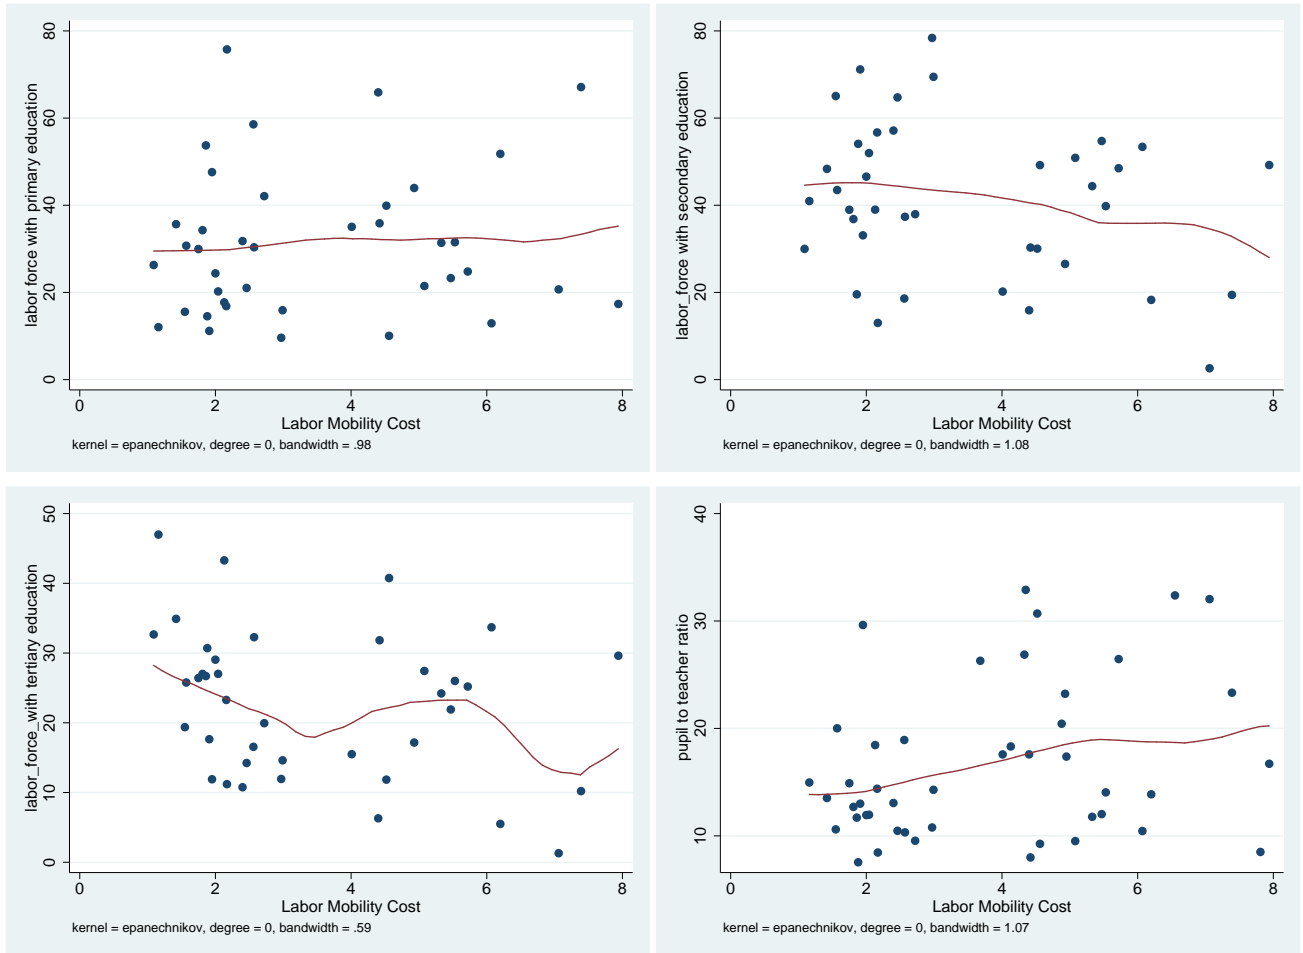 labor force with primary education
80
60
40
20
0
0 2 4 6 8
Labor Mobility Cost
kernel = epanechnikov, degree = 0, bandwidth = .98
labor_force with secondary education
80
60
40
20
0
0 2 4 6 8
Labor Mobility Cost
kernel = epanechnikov, degree = 0, bandwidth = 1.08
labor_force_with tertiary education
50
40
30
20
10
0
0 2 4 6 8
Labor Mobility Cost
kernel = epanechnikov, degree = 0, bandwidth = .59
pupil to teacher ratio
40
30
20
10
0 2 4 6 8
Labor Mobility Cost
kernel = epanechnikov, degree = 0, bandwidth = 1.07